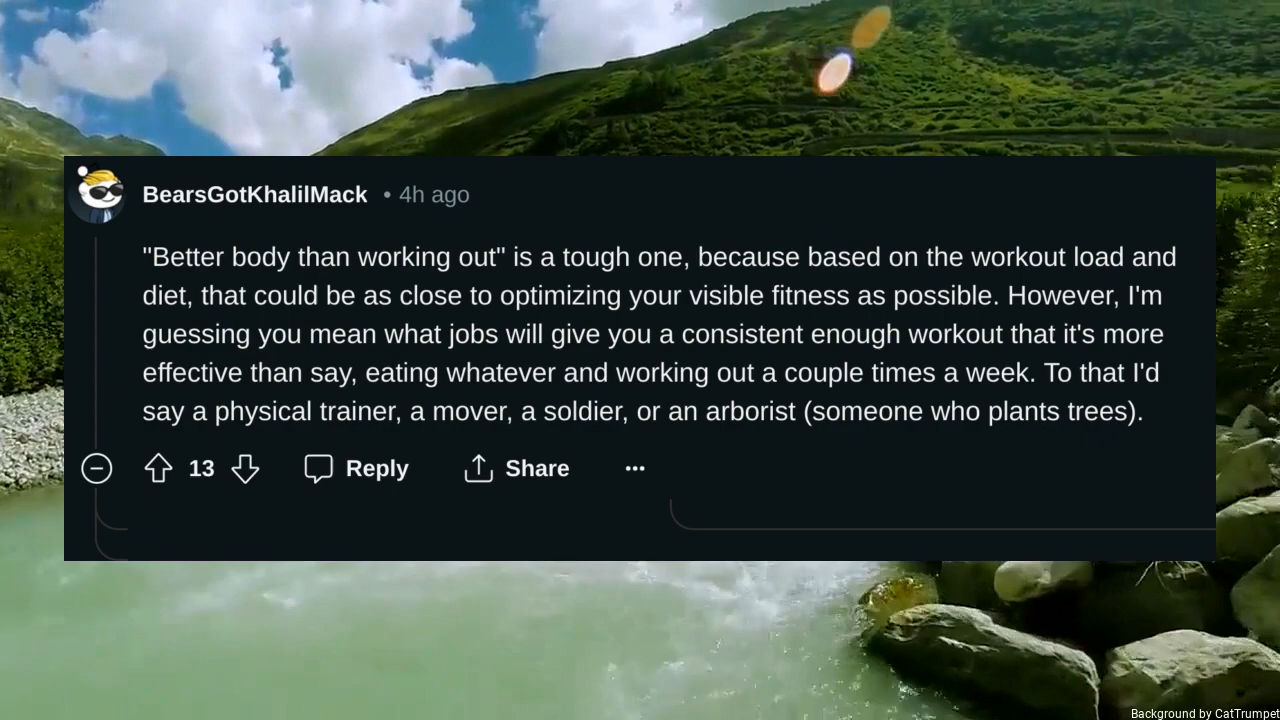 BearsGotKhalilMack • 4h ago
"Better body than working out" is a tough one, because based on the workout load and
diet, that could be as close to optimizing your visible fitness as possible. However, I'm
guessing you mean what jobs will give you a consistent enough workout that it's more
effective than say, eating whatever and working out a couple times a week. To that I'd
say a physical trainer, a mover, a soldier, or an arborist (someone who plants trees).
13 Reply Share
Background by CatTrumpet